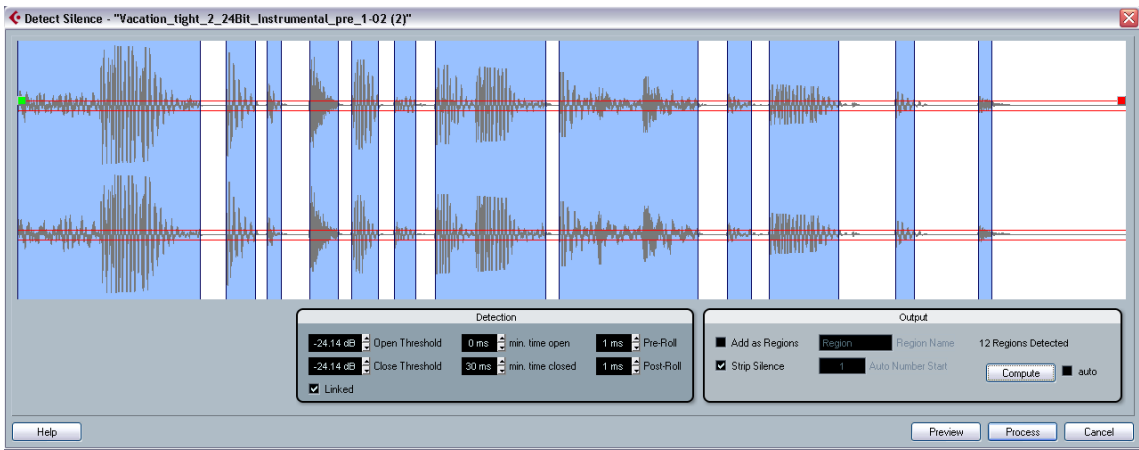 Detect Silence - "Vacation_tight_2_24Bit_Instrumental_pre_1-02 (2)"
Detection
-24.14 dB Open Threshold 0 ms min. time open 1 ms Pre-Roll
-24.14 dB Close Threshold 30 ms min. time closed 1 ms Post-Roll
Linked
Output
Add as Regions Region Region Name 12 Regions Detected
Strip Silence 1 Auto Number Start Compute auto
Help Preview Process Cancel